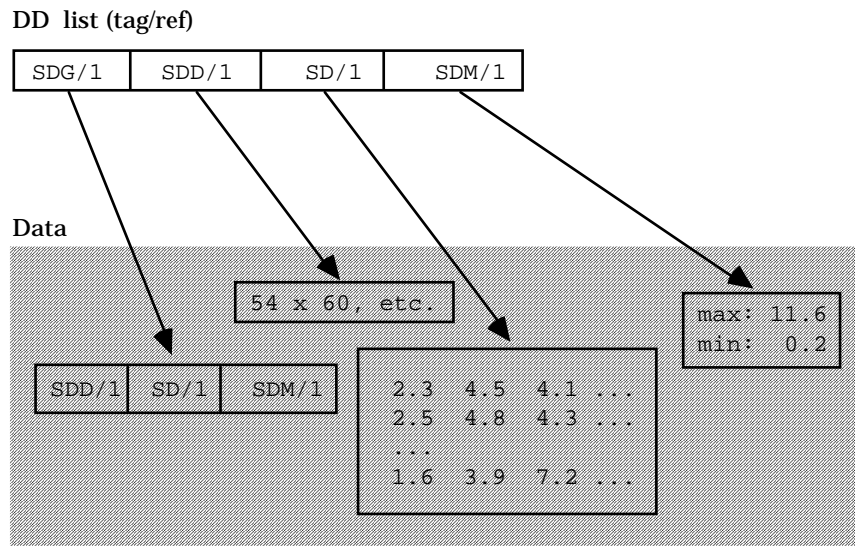 DD list (tag/ref)
SDG/1 SDD/1 SD/1 SDM/1
Data
54 x 60, etc.
max: 11.6
min: 0.2
SDD/1 SD/1 SDM/1
2.3 4.5 4.1 ...
2.5 4.8 4.3 ...
...
1.6 3.9 7.2 ...